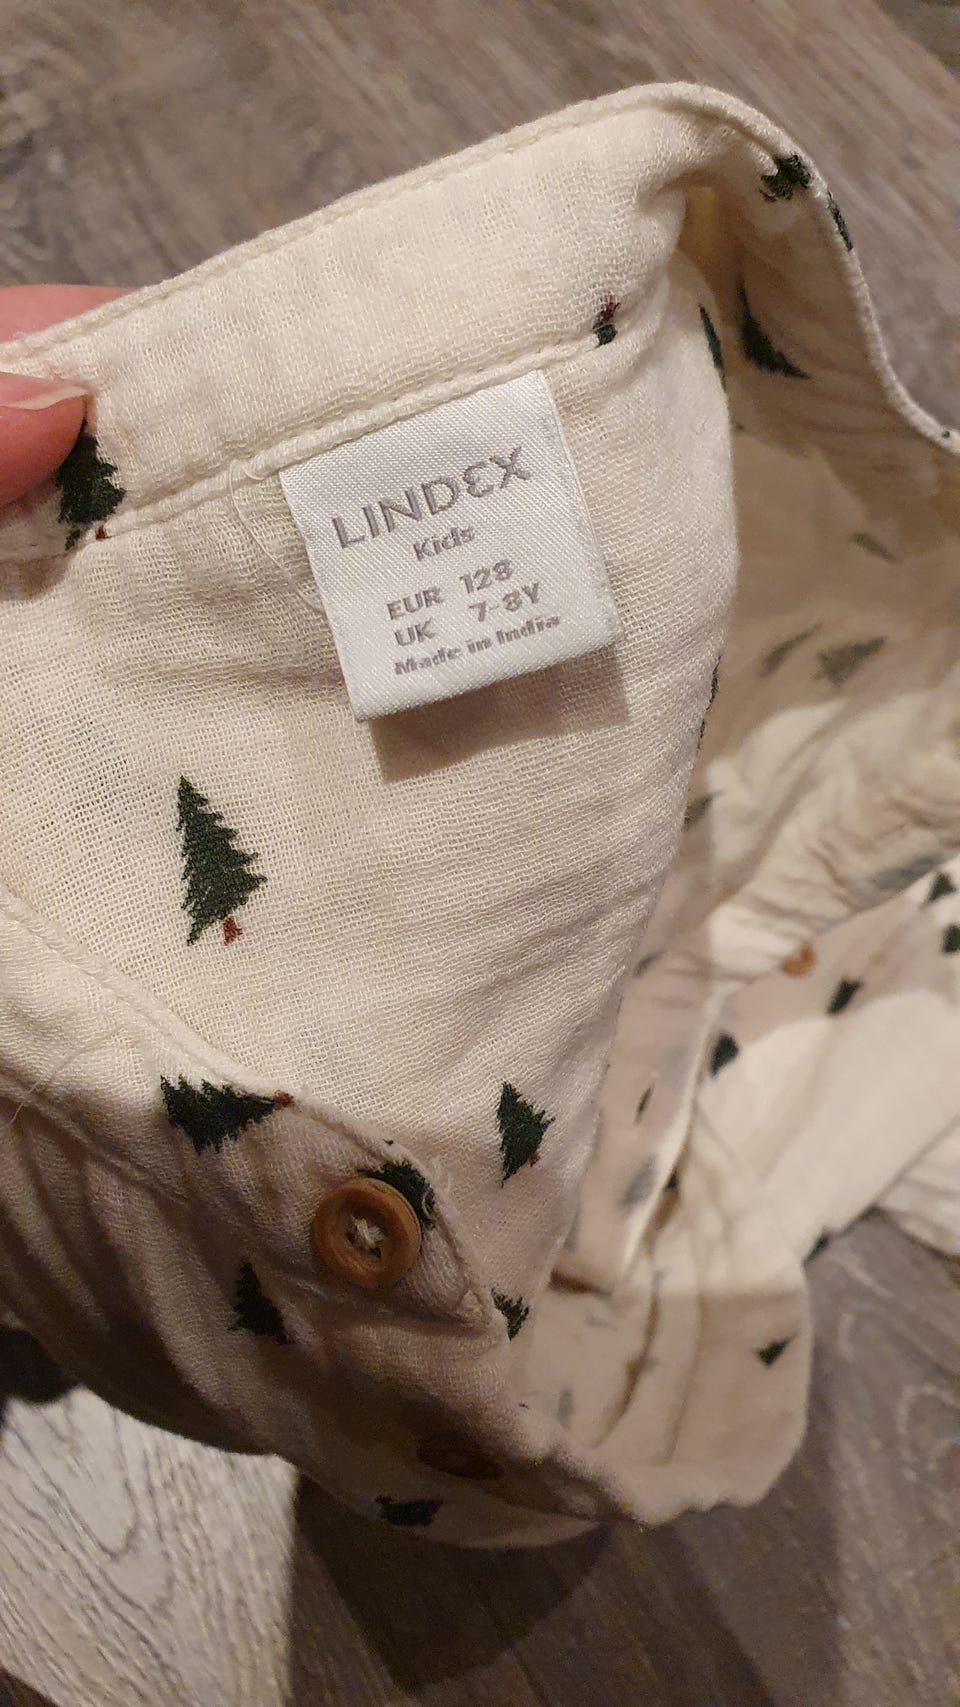 LINDEX
Kids
EUR 128
UK 7-8Y
Made in India